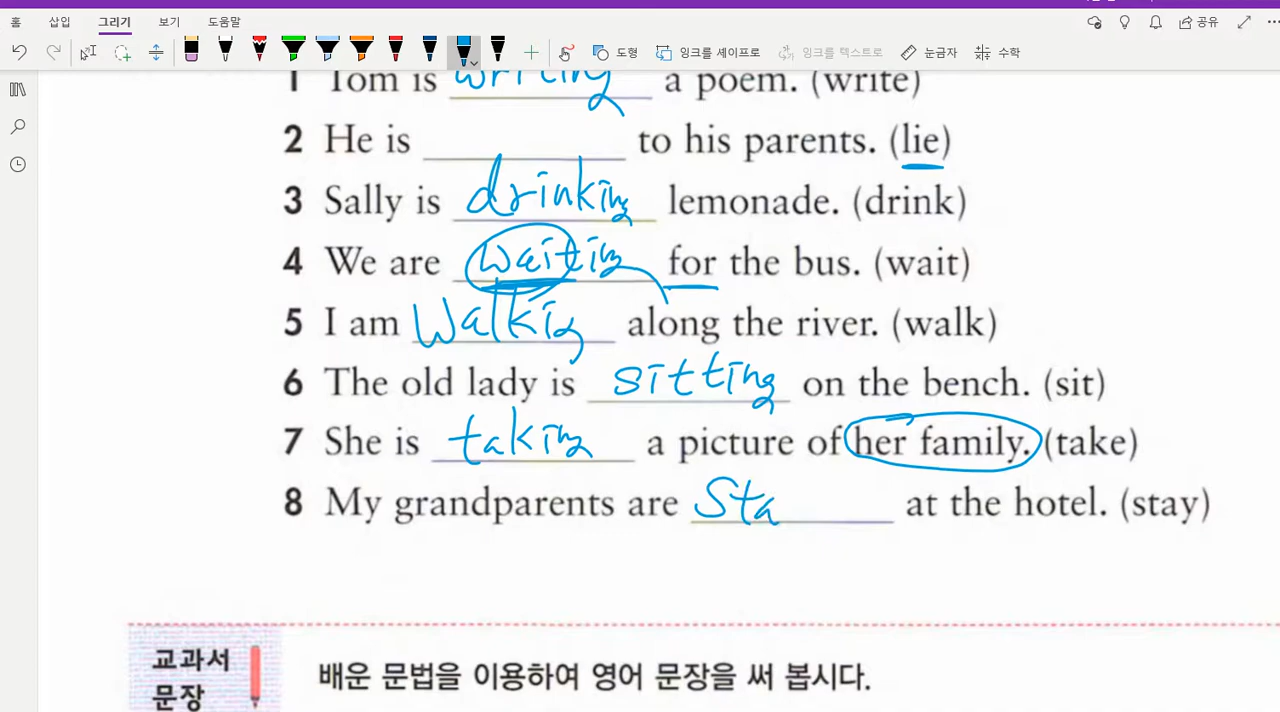 홈 삽입 그리기 보기 도움말
공유
도형 잉크를 셰이프로 잉크를 텍스트로 눈금자 수학
1 Tom is writing a poem. (write)
2 He is ____ to his parents. (lie)
3 Sally is drinking lemonade. (drink)
4 We are waiting for the bus. (wait)
5 I am Walking along the river. (walk)
6 The old lady is sitting on the bench. (sit)
7 She is taking a picture of her family. (take)
8 My grandparents are Sta at the hotel. (stay)
교과서
문장
배운 문법을 이용하여 영어 문장을 써 봅시다.